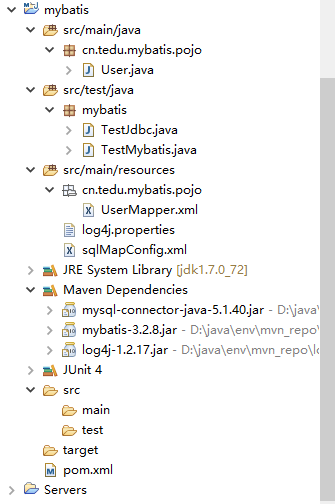 mybatis
src/main/java
cn.tedu.mybatis.pojo
User.java
src/test/java
mybatis
TestJdbc.java
TestMybatis.java
src/main/resources
cn.tedu.mybatis.pojo
UserMapper.xml
log4j.properties
sqlMapConfig.xml
JRE System Library [jdk1.7.0_72]
Maven Dependencies
mysql-connector-java-5.1.40.jar - D:\java\
mybatis-3.2.8.jar - D:\java\env\mvn_repo\
log4j-1.2.17.jar - D:\java\env\mvn_repo\lo
JUnit 4
src
main
test
target
pom.xml
Servers